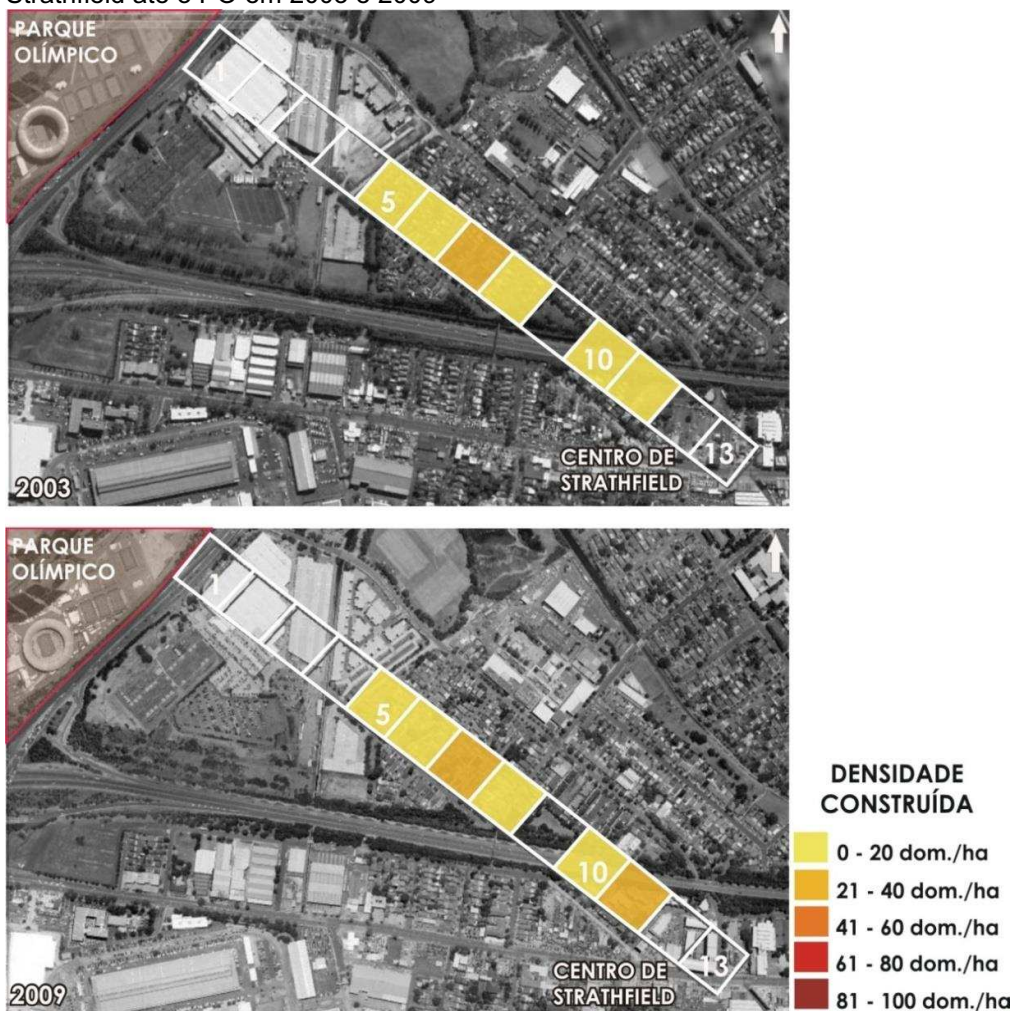 PARQUE
OLÍMPICO
1
5
10
13
CENTRO DE
STRATHFIELD
2003
PARQUE
OLÍMPICO
1
5
10
13
CENTRO DE
STRATHFIELD
2009
DENSIDADE
CONSTRUÍDA
0 - 20 dom./ha
21 - 40 dom./ha
41 - 60 dom./ha
61 - 80 dom./ha
81 - 100 dom./ha